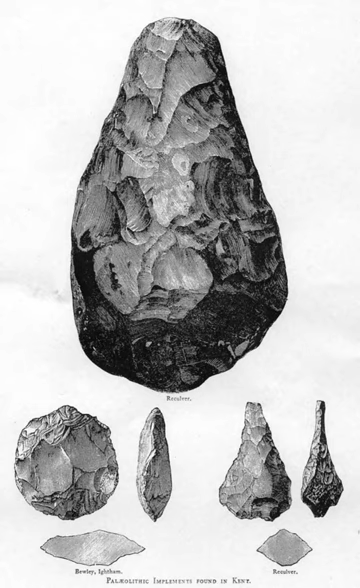 Reculver.
Bewley, Ightham.
Reculver.
PALÆOLITHIC IMPLEMENTS FOUND IN KENT.